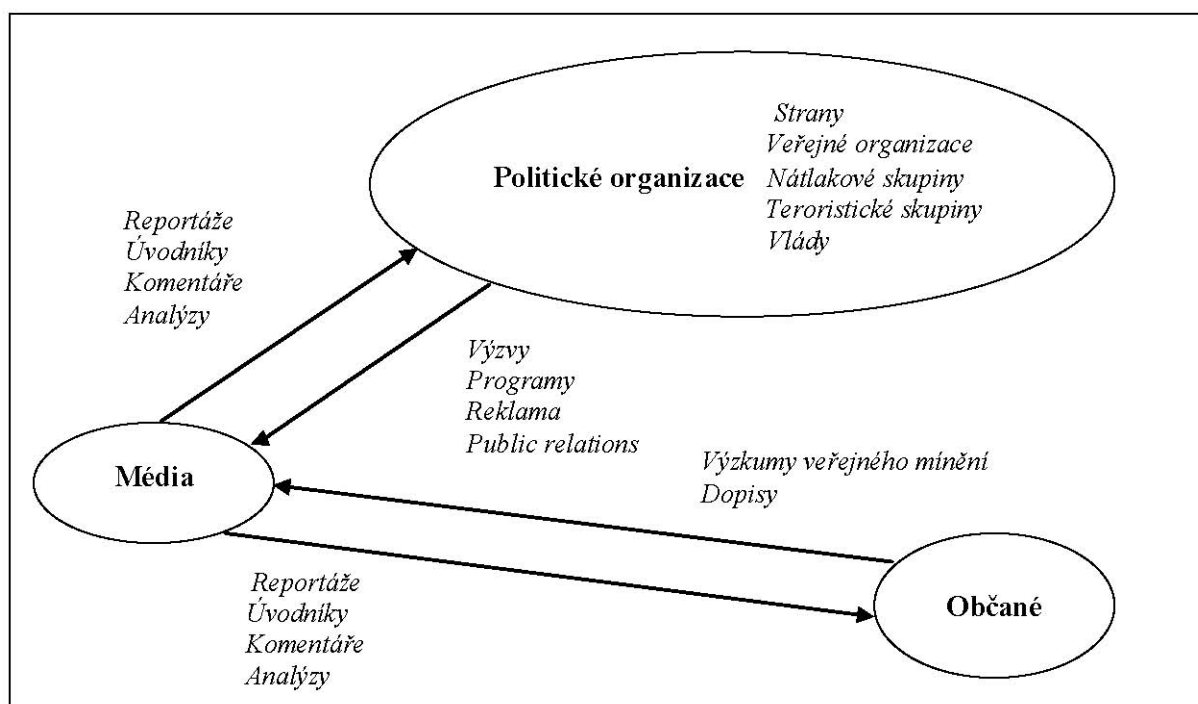 Strany
Veřejné organizace
Politické organizace
Nátlakové skupiny
Teroristické skupiny
Vlády
Reportáže
Úvodníky
Komentáře
Analýzy
Výzvy
Programy
Reklama
Public relations
Média
Výzkumy veřejného mínění
Dopisy
Reportáže
Úvodníky
Komentáře
Analýzy
Občané